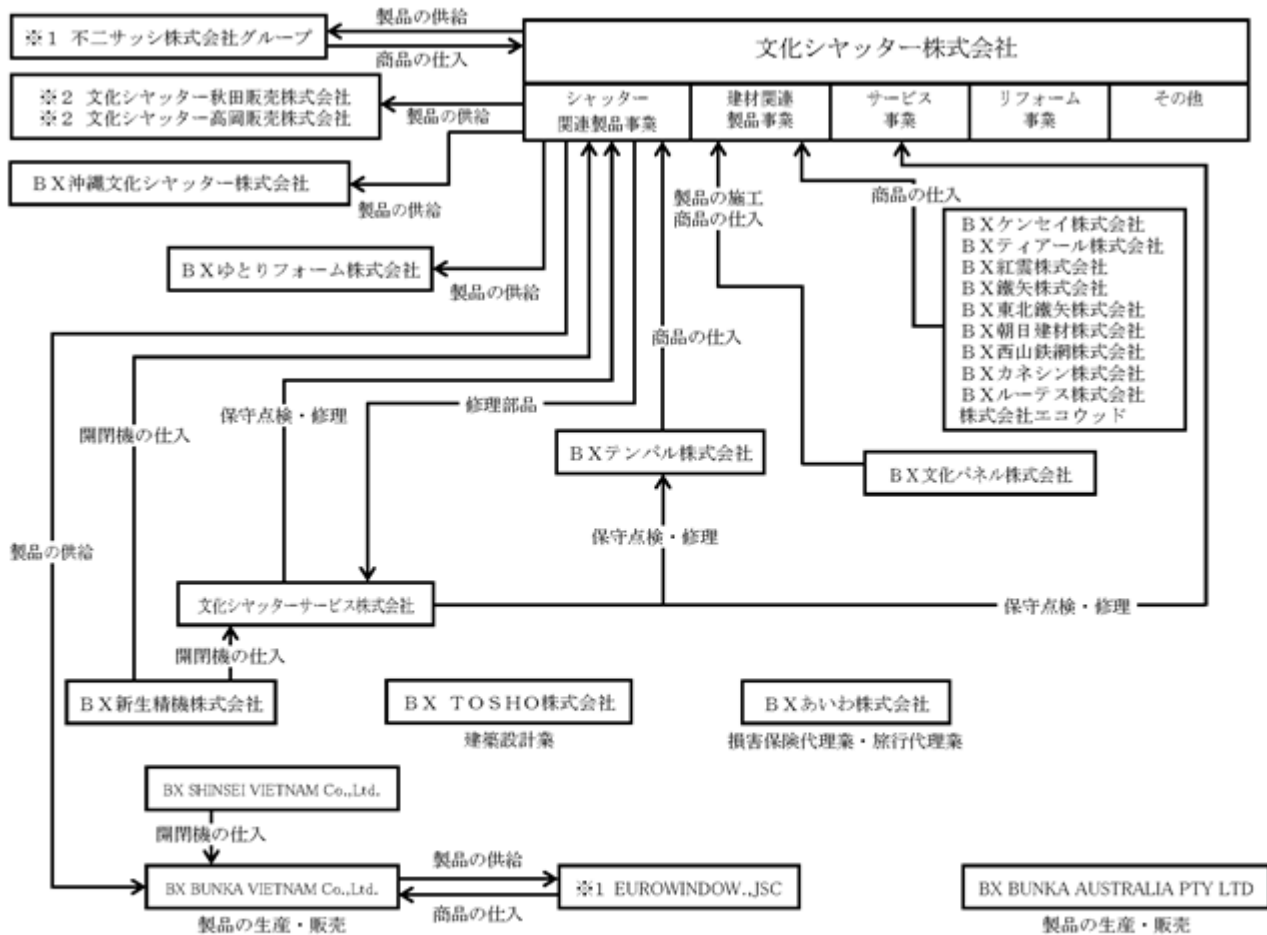 製品の供給
※1 不二サッシ株式会社グループ
商品の仕入
文化シヤッター株式会社
シャッター
関連製品事業
建材関連
製品事業
サービス
事業
リフォーム
事業
その他
※2 文化シヤッター秋田販売株式会社
※2 文化シヤッター高岡販売株式会社
製品の供給
BX沖縄文化シヤッター株式会社
製品の供給
製品の施工
商品の仕入
商品の仕入
BXケンセイ株式会社
BXティアール株式会社
BX紅雲株式会社
BX鐵矢株式会社
BX東北鐵矢株式会社
BX朝日建材株式会社
BX西山鉄網株式会社
BXカネシン株式会社
BXルーテス株式会社
株式会社エコウッド
BXゆとりフォーム株式会社
製品の供給
商品の仕入
開閉機の仕入
保守点検・修理
修理部品
BXテンパル株式会社
BX文化パネル株式会社
保守点検・修理
製品の供給
文化シヤッターサービス株式会社
保守点検・修理
開閉機の仕入
BX新生精機株式会社
BX TOSHO株式会社
建築設計業
BXあいわ株式会社
損害保険代理業・旅行代理業
BX SHINSEI VIETNAM Co.,Ltd.
開閉機の仕入
BX BUNKA VIETNAM Co.,Ltd.
製品の生産・販売
製品の供給
商品の仕入
※1 EUROWINDOW.,JSC
BX BUNKA AUSTRALIA PTY LTD
製品の生産・販売